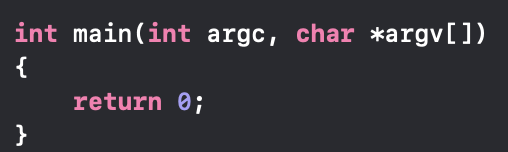 int main(int argc, char *argv[])
{
    return 0;
}